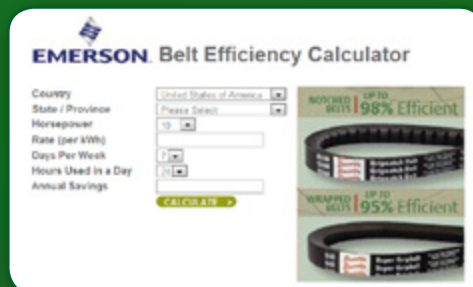 EMERSON. Belt Efficiency Calculator
Country United States of America
State / Province Please Select
Horsepower 10
Rate (per kWh)
Days Per Week 7
Hours Used in a Day 24
Annual Savings
CALCULATE
NOTCHED BELTS UP TO 98% Efficient
WRAPPED BELTS UP TO 95% Efficient